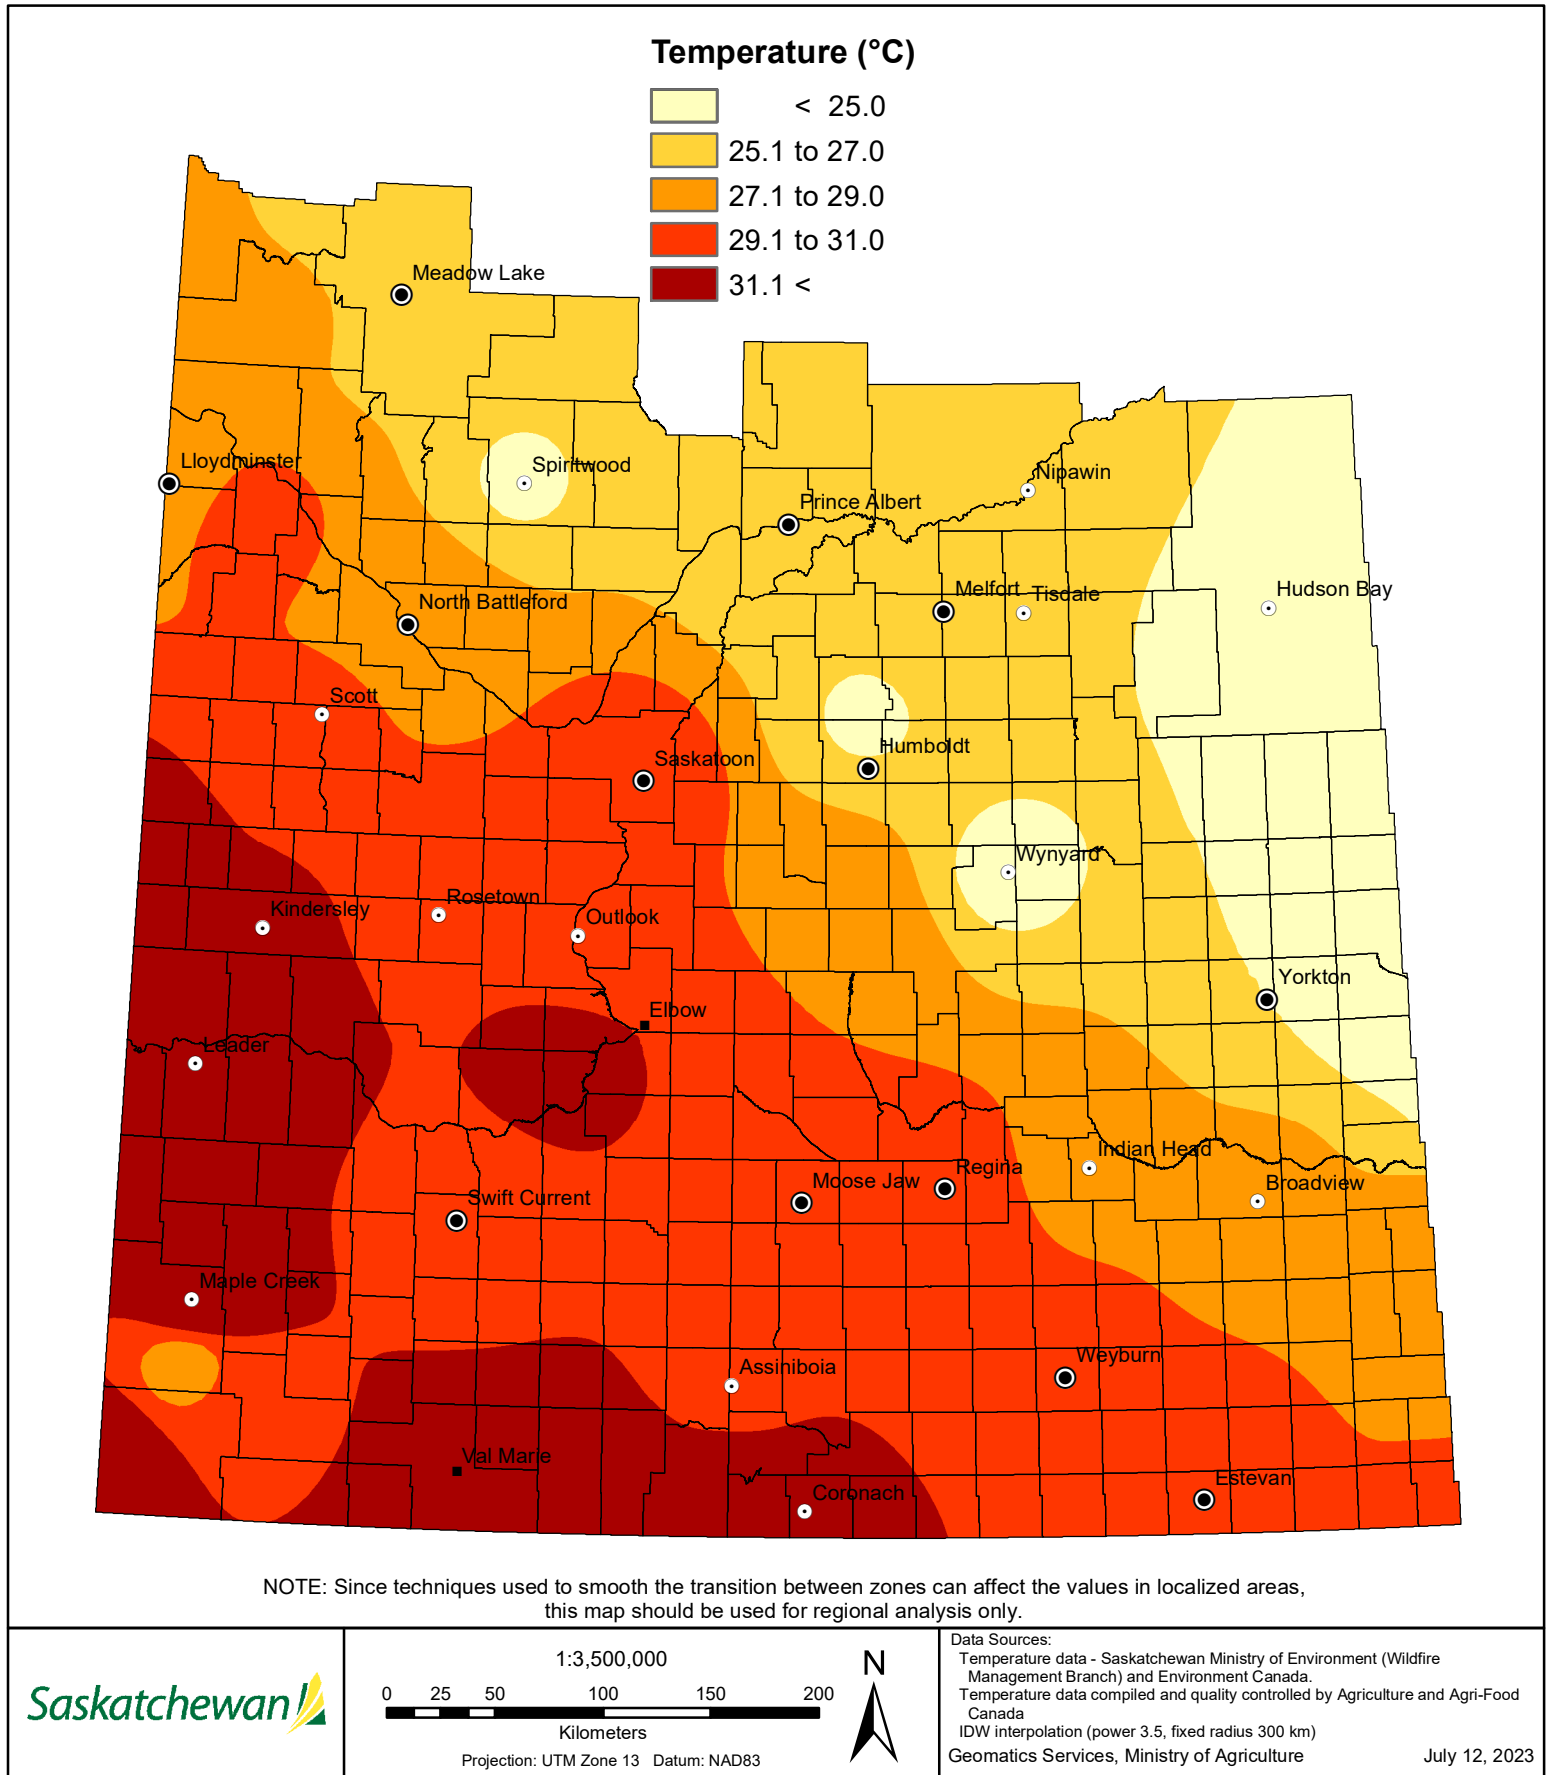 Temperature (°C)
< 25.0
25.1 to 27.0
27.1 to 29.0
29.1 to 31.0
31.1 <
Meadow Lake
Lloydminster
Spiritwood
Nipawin
Prince Albert
Hudson Bay
Melfort
Tisdale
North Battleford
Scott
Humboldt
Saskatoon
Wynyard
Rosetown
Kindersley
Outlook
Yorkton
Elbow
Leader
Indian Head
Regina
Moose Jaw
Broadview
Swift Current
Maple Creek
Weyburn
Assiniboia
Val Marie
Estevan
Coronach
NOTE: Since techniques used to smooth the transition between zones can affect the values in localized areas,
this map should be used for regional analysis only.
Saskatchewan
1:3,500,000
0 25 50 100 150 200
Kilometers
Projection: UTM Zone 13 Datum: NAD83
N
Data Sources:
Temperature data - Saskatchewan Ministry of Environment (Wildfire
Management Branch) and Environment Canada.
Temperature data compiled and quality controlled by Agriculture and Agri-Food
Canada
IDW interpolation (power 3.5, fixed radius 300 km)
Geomatics Services, Ministry of Agriculture July 12, 2023